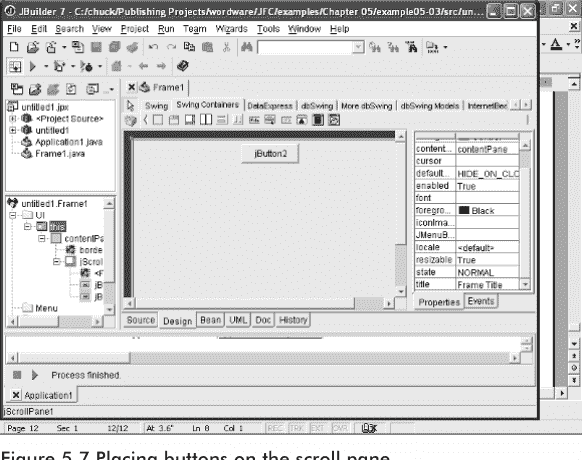 JBuilder 7 - C:/chuck/Publishing Projects/wordware/JFC/examples/Chapter 05/example05-03/src/un...
File Edit Search View Project Run Team Wizards Tools Window Help
Frame1
Swing Swing Containers DataExpress dbSwing More dbSwing dbSwing Models InternetBea
untitled1.jpx
<Project Source>
untitled1
Application1.java
Frame1.java
jButton2
content... contentPane
cursor
default... HIDE_ON_CLO
enabled True
font
foregro... Black
iconIma...
JMenuB...
locale <default>
resizable True
state NORMAL
title Frame Title
Properties Events
untitled1.Frame1
UI
this
contentPa
borde
jScrol
<F
jB
jB
Menu
Source Design Bean UML Doc History
Process finished.
Application1
jScrollPane1
Page 12 Sec 1 12/12 At 3.6" Ln 8 Col 1 REC TRK EXT OVR
Figure 5.7 Placing buttons on the scroll pane